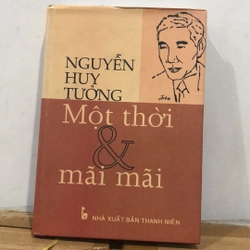 NGUYỄN
HUY
TƯỞNG
Một thời
&
mãi mãi
NHÀ XUẤT BẢN THANH NIÊN